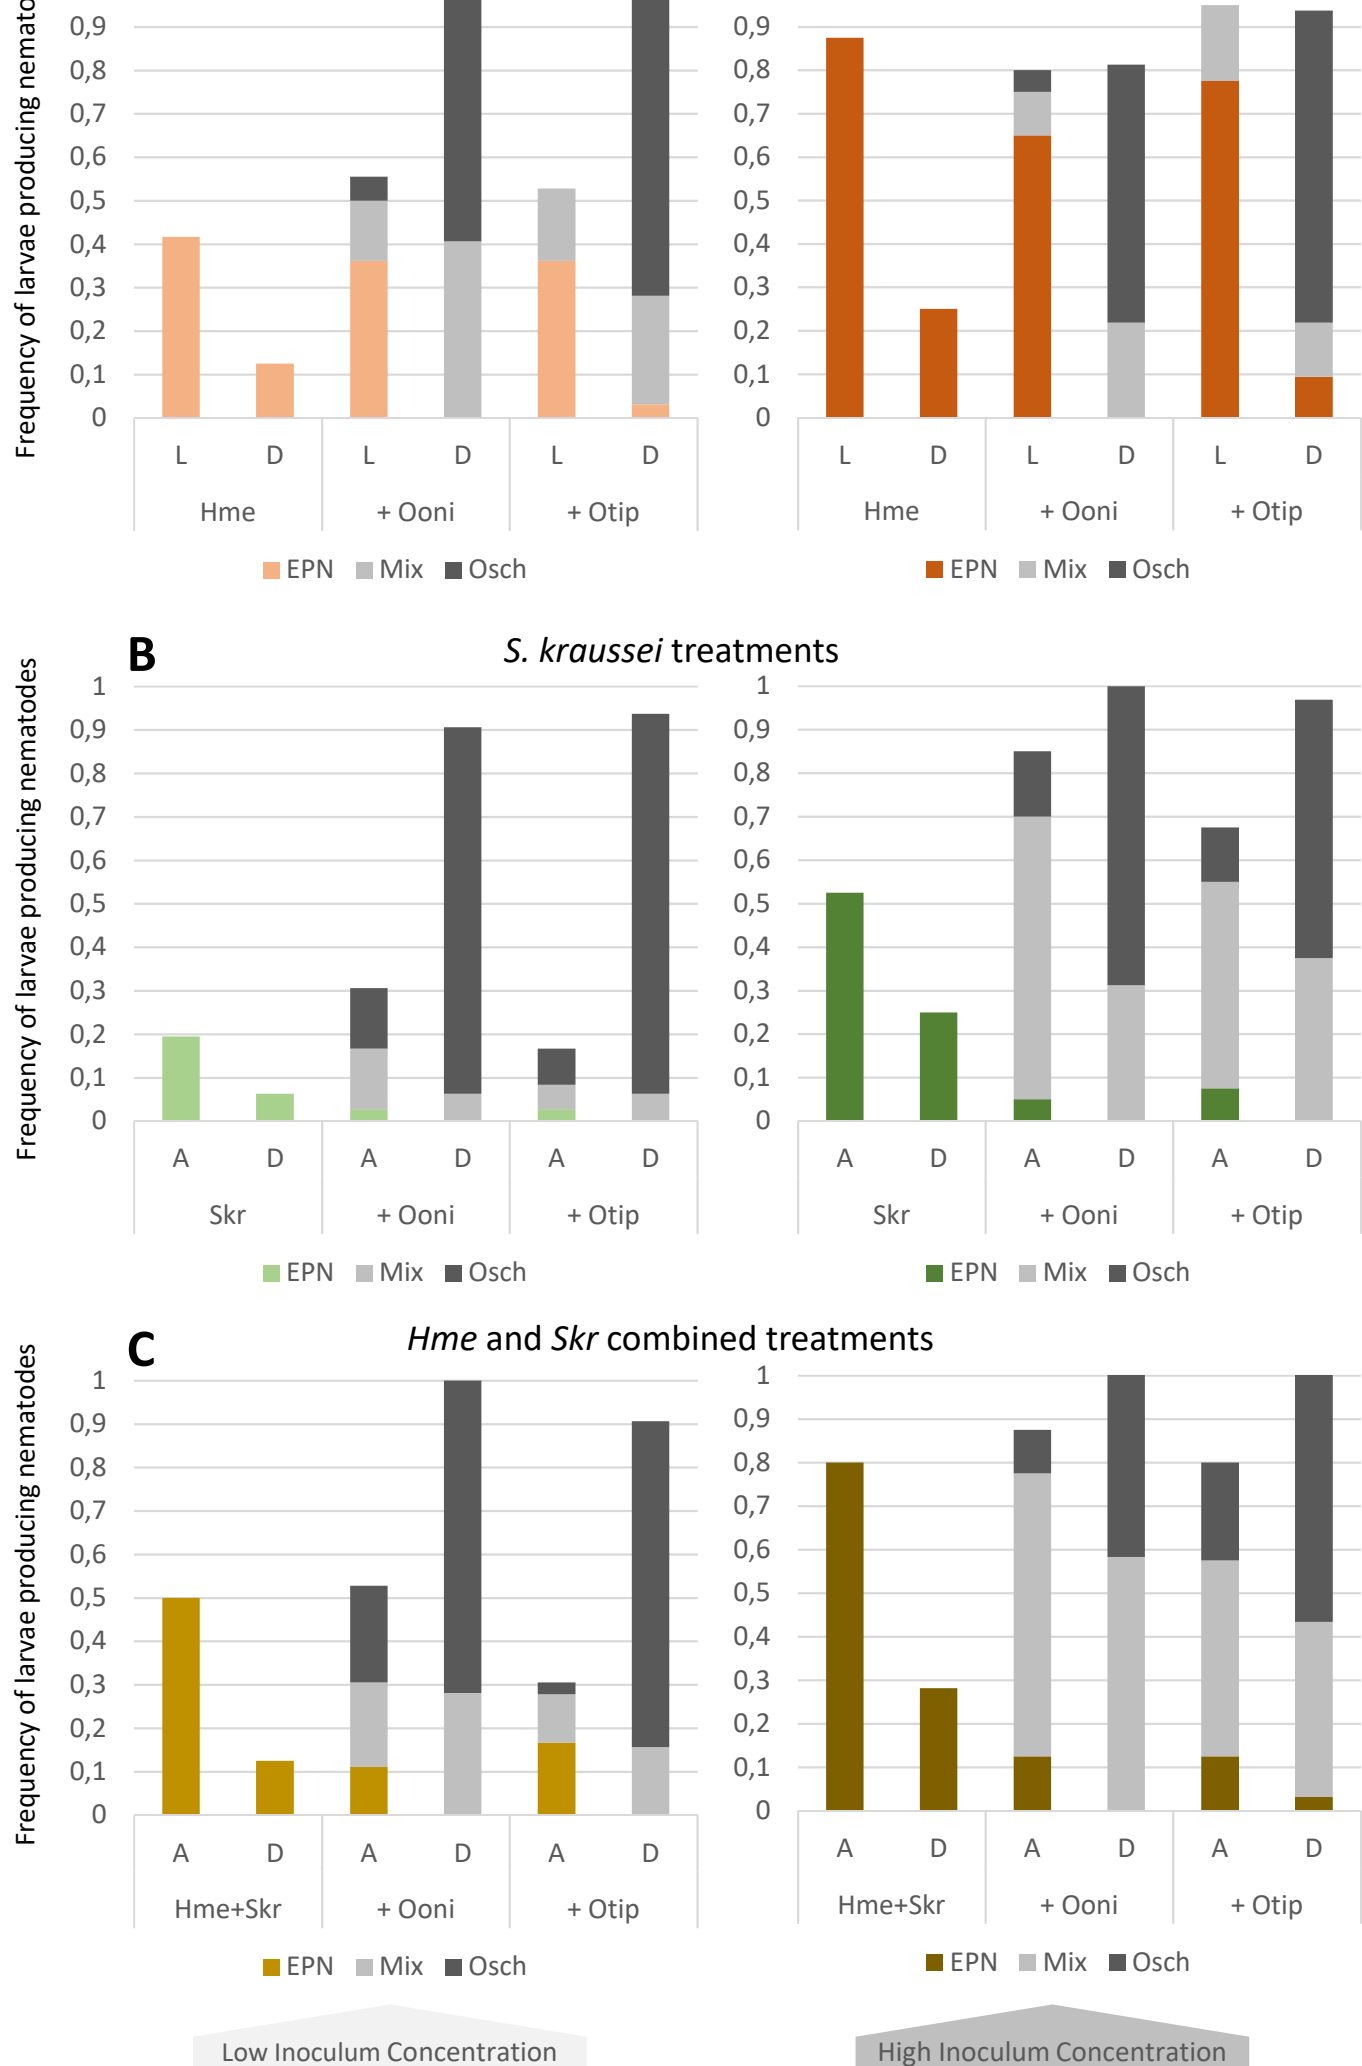 Frequency of larvae producing
0,9
0,8
0,7
0,6
0,5
0,4
0,3
0,2
0,1
0
L D L D L D
Hme + Ooni + Otip
EPN Mix Osch
0,9
0,8
0,7
0,6
0,5
0,4
0,3
0,2
0,1
0
L D L D L D
Hme + Ooni + Otip
EPN Mix Osch
B
S. kraussei treatments
Frequency of larvae producing nematodes
1
0,9
0,8
0,7
0,6
0,5
0,4
0,3
0,2
0,1
0
A D A D A D
Skr + Ooni + Otip
EPN Mix Osch
1
0,9
0,8
0,7
0,6
0,5
0,4
0,3
0,2
0,1
0
A D A D A D
Skr + Ooni + Otip
EPN Mix Osch
C
Hme and Skr combined treatments
Frequency of larvae producing nematodes
1
0,9
0,8
0,7
0,6
0,5
0,4
0,3
0,2
0,1
0
A D A D A D
Hme+Skr + Ooni + Otip
EPN Mix Osch
1
0,9
0,8
0,7
0,6
0,5
0,4
0,3
0,2
0,1
0
A D A D A D
Hme+Skr + Ooni + Otip
EPN Mix Osch
Low Inoculum Concentration
High Inoculum Concentration